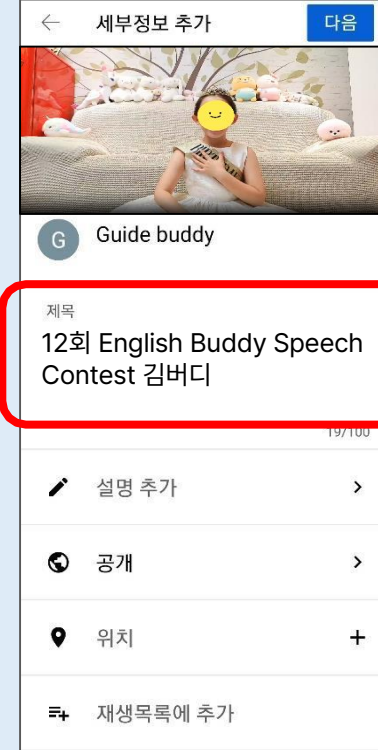 세부정보 추가
다음
G
Guide buddy
제목
12회 English Buddy Speech
Contest 김버디
19/100
설명 추가
공개
위치
재생목록에 추가